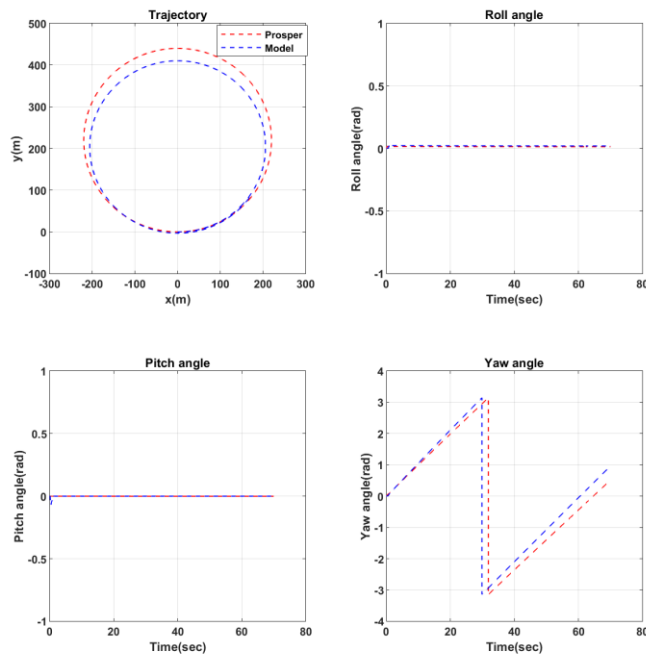 Trajectory
500
400
300
200
100
0
-100
y(m)
Prosper
Model
-300 -200 -100 0 100 200 300
x(m)
Roll angle
1
0.5
0
-0.5
-1
Roll angle(rad)
0 20 40 60 80
Time(sec)
Pitch angle
1
0.5
0
-0.5
-1
Pitch angle(rad)
0 20 40 60 80
Time(sec)
Yaw angle
4
3
2
1
0
-1
-2
-3
-4
Yaw angle(rad)
0 20 40 60 80
Time(sec)